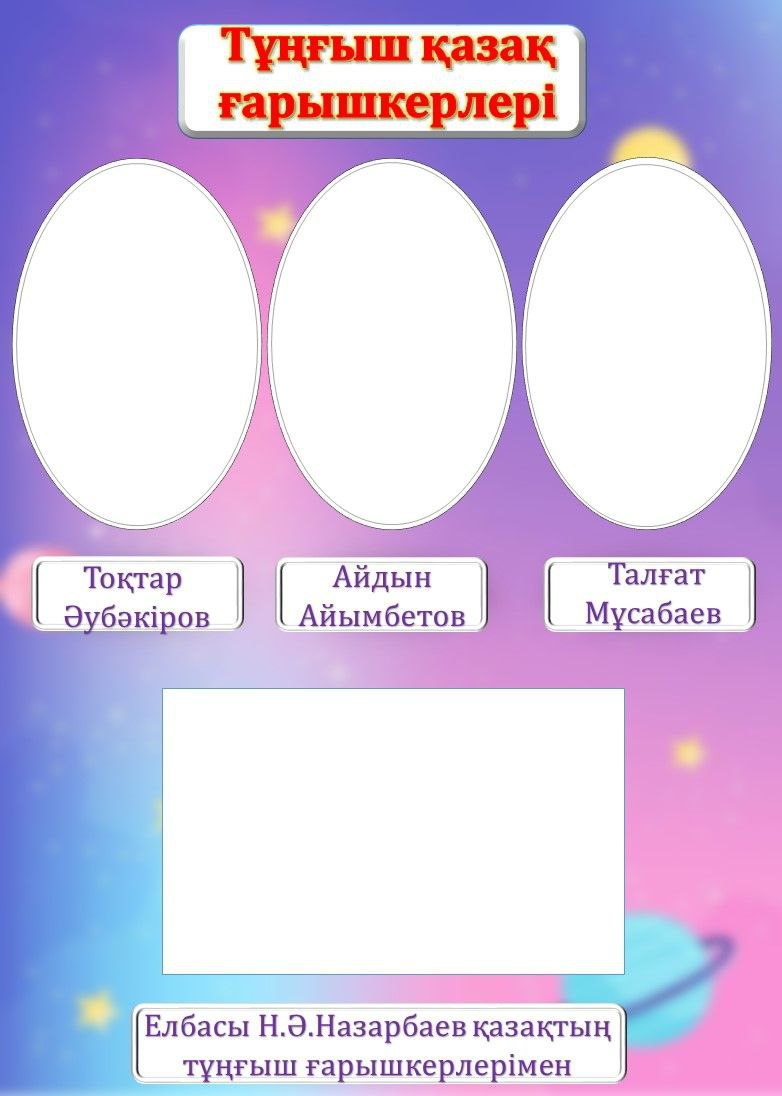 Тұңғыш қазақ
ғарышкерлері
Тоқтар
Әубәкіров
Айдын
Айымбетов
Талғат
Мұсабаев
Елбасы Н.Ә.Назарбаев қазақтың
тұңғыш ғарышкерлерімен